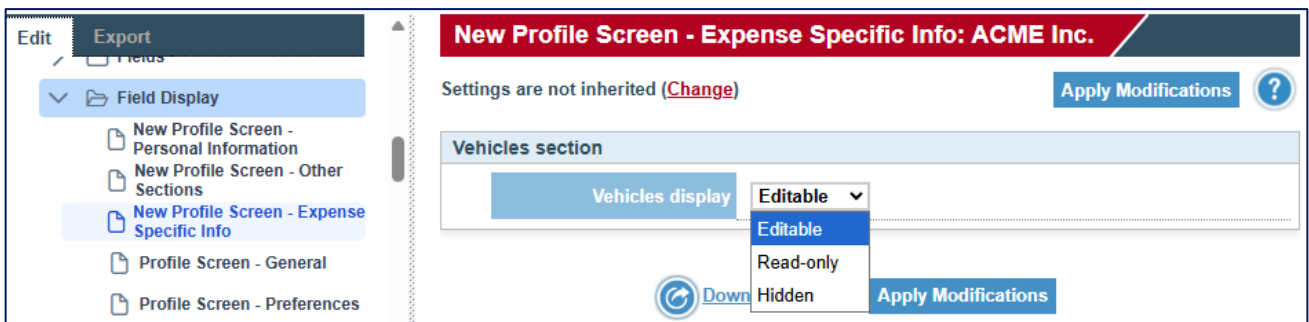 Edit
Export
Fields -
Field Display
New Profile Screen -
Personal Information
New Profile Screen - Other
Sections
New Profile Screen - Expense
Specific Info
Profile Screen - General
Profile Screen - Preferences
New Profile Screen - Expense Specific Info: ACME Inc.
Settings are not inherited (Change)
Apply Modifications
?
Vehicles section
Vehicles display
Editable
Editable
Read-only
Hidden
Down
Apply Modifications